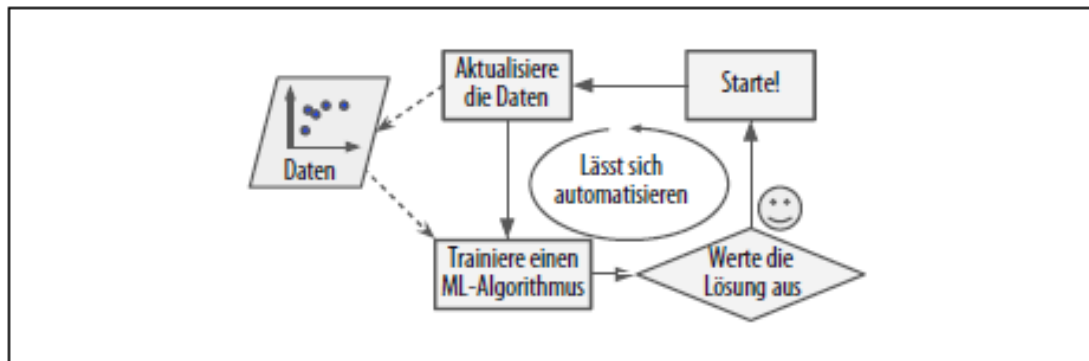 Aktualisiere
die Daten
Starte!
Daten
Lässt sich
automatisieren
Trainiere einen
ML-Algorithmus
Werte die
Lösung aus